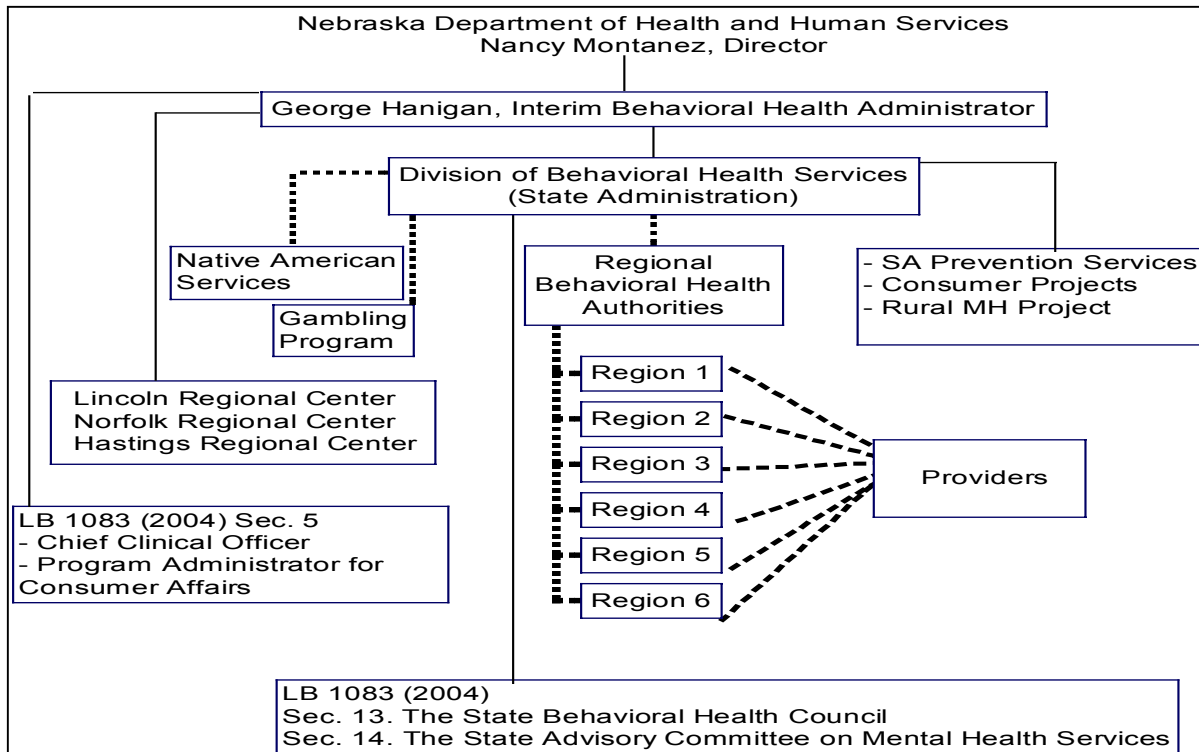 Nebraska Department of Health and Human Services
Nancy Montanez, Director
George Hanigan, Interim Behavioral Health Administrator
Division of Behavioral Health Services
(State Administration)
Native American
Services
Gambling
Program
Regional
Behavioral Health
Authorities
- SA Prevention Services
- Consumer Projects
- Rural MH Project
Lincoln Regional Center
Norfolk Regional Center
Hastings Regional Center
Region 1
Region 2
Region 3
Region 4
Region 5
Region 6
Providers
LB 1083 (2004) Sec. 5
- Chief Clinical Officer
- Program Administrator for
Consumer Affairs
LB 1083 (2004)
Sec. 13. The State Behavioral Health Council
Sec. 14. The State Advisory Committee on Mental Health Services